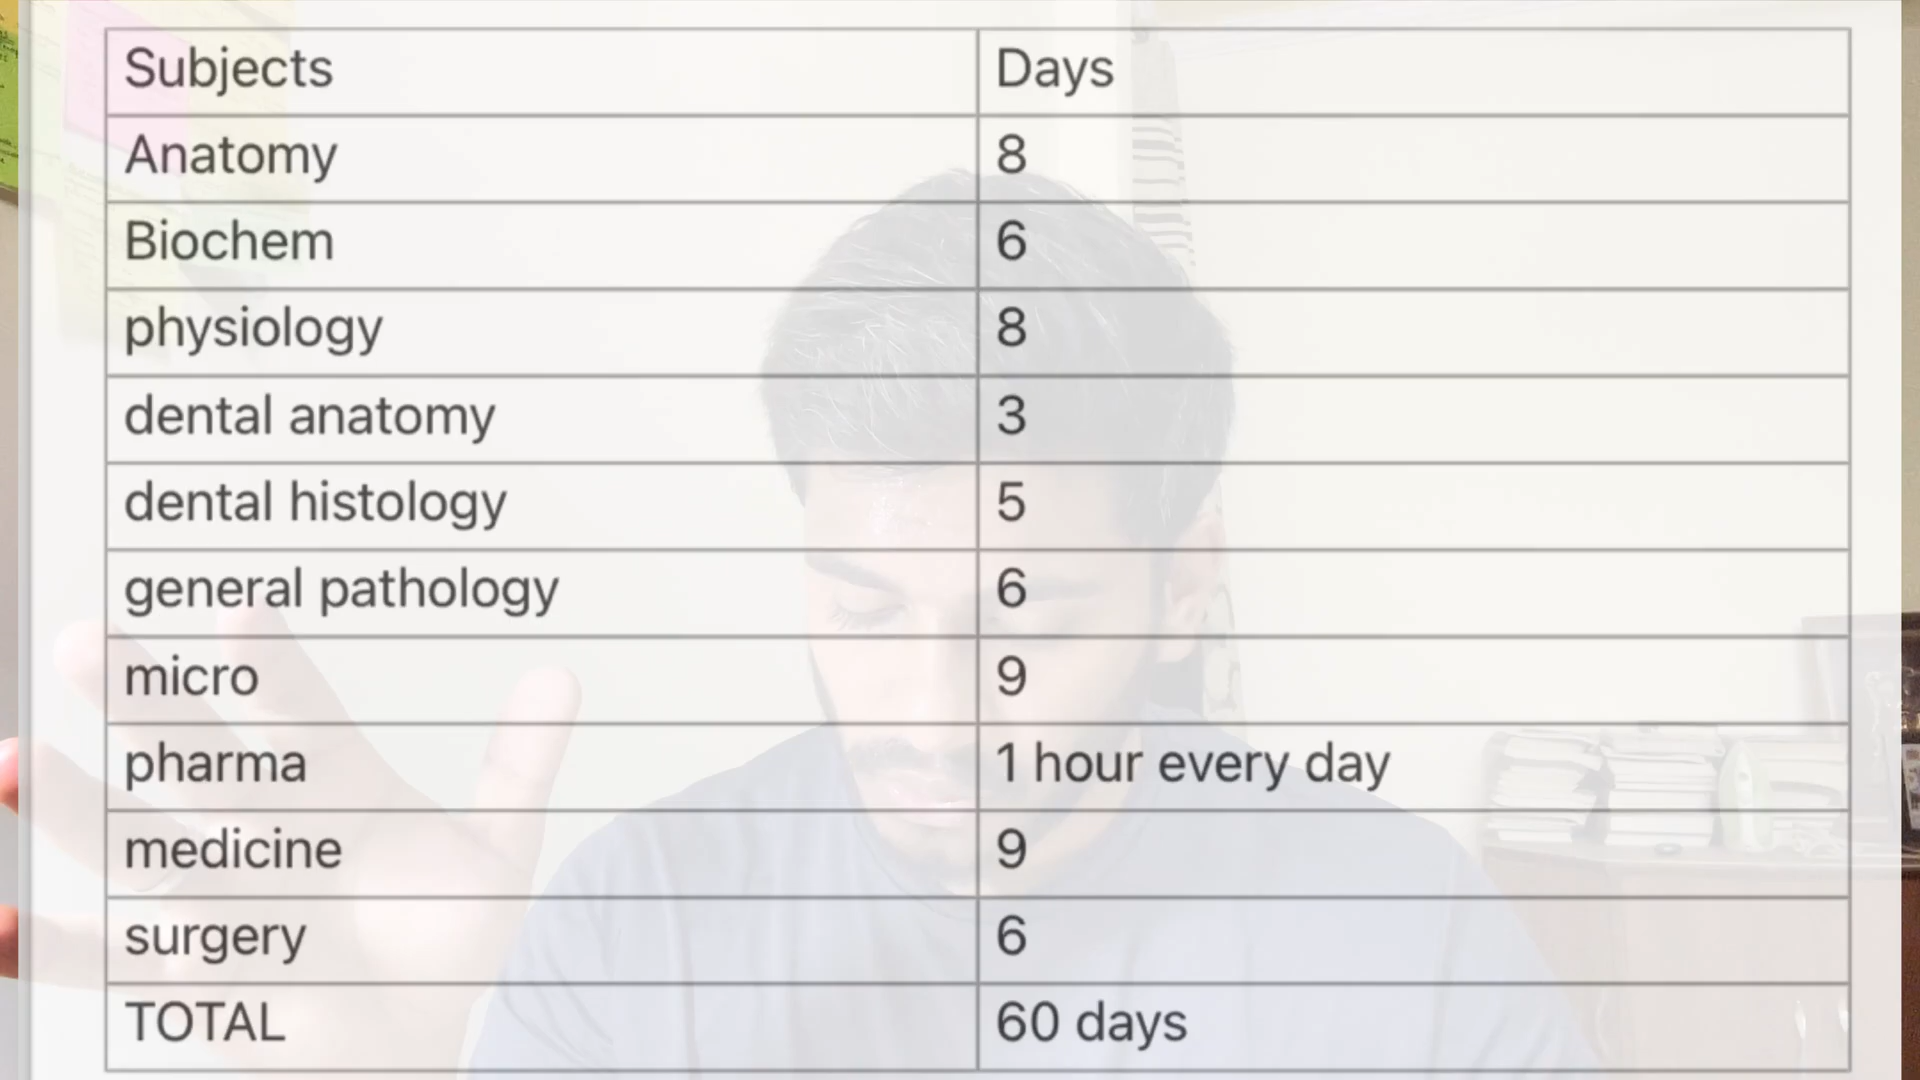 Subjects Days
Anatomy 8
Biochem 6
physiology 8
dental anatomy 3
dental histology 5
general pathology 6
micro 9
pharma 1 hour every day
medicine 9
surgery 6
TOTAL 60 days